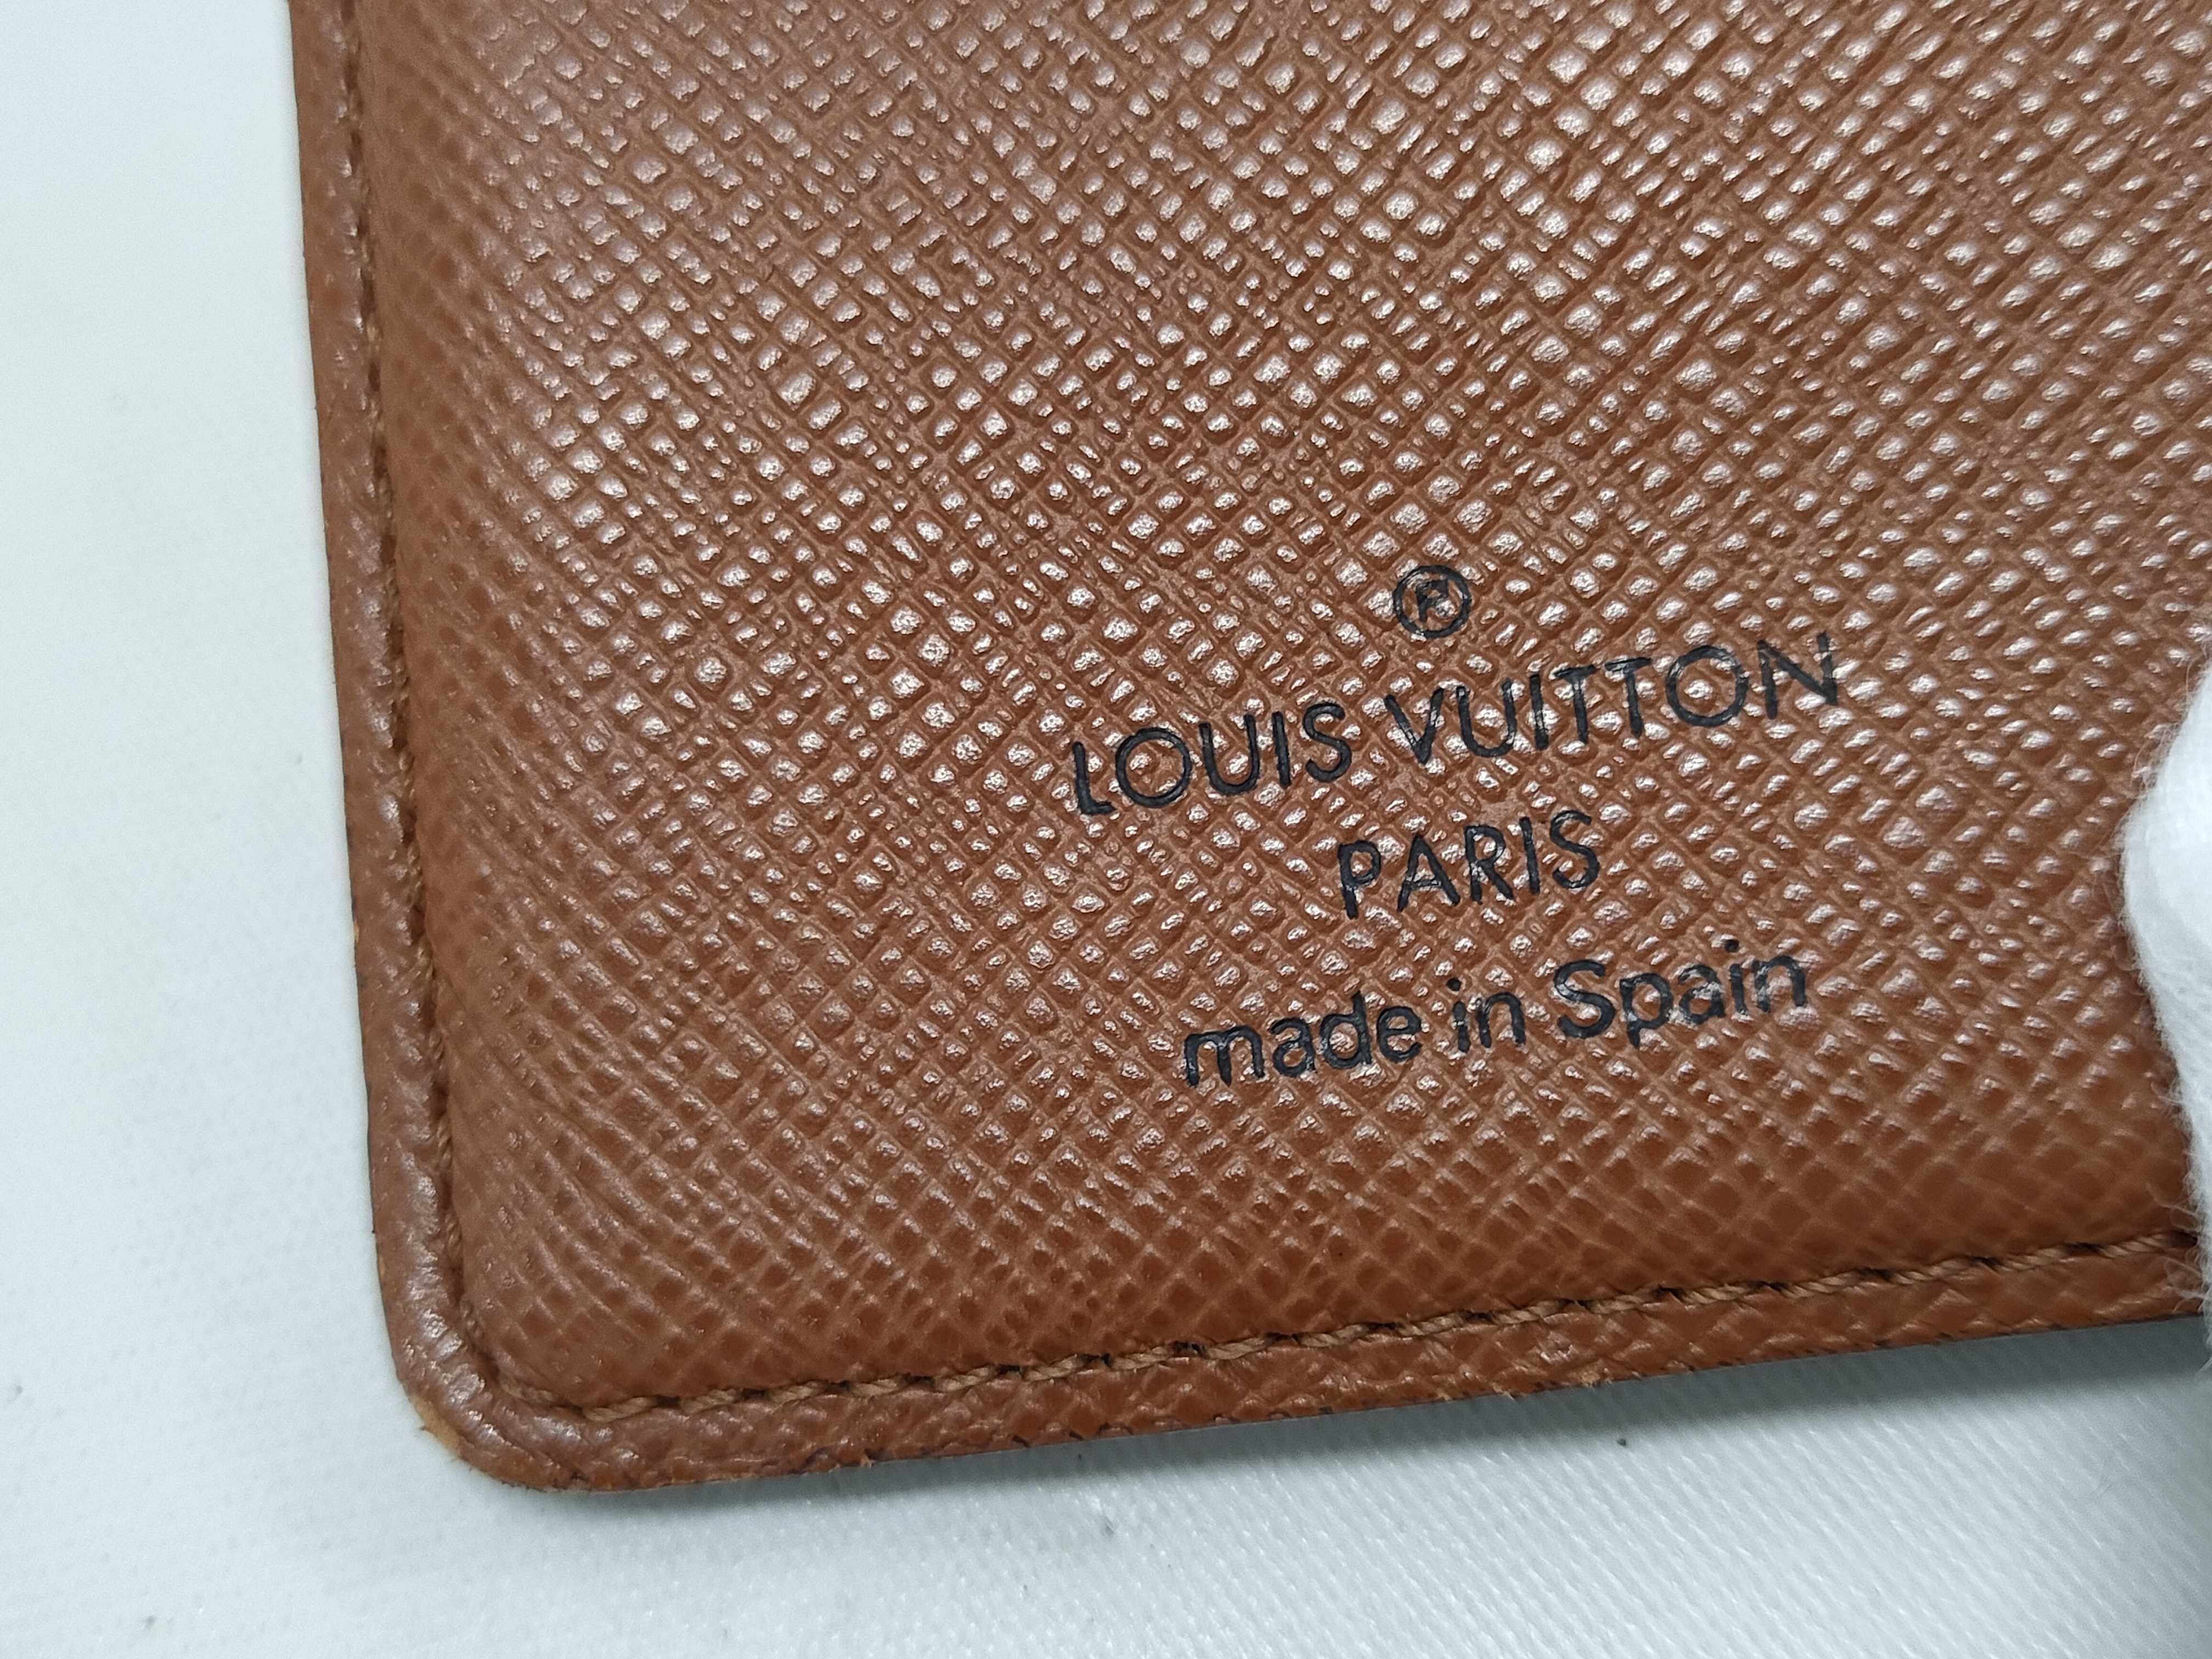 ®
LOUIS VUITTON
PARIS
made in Spain